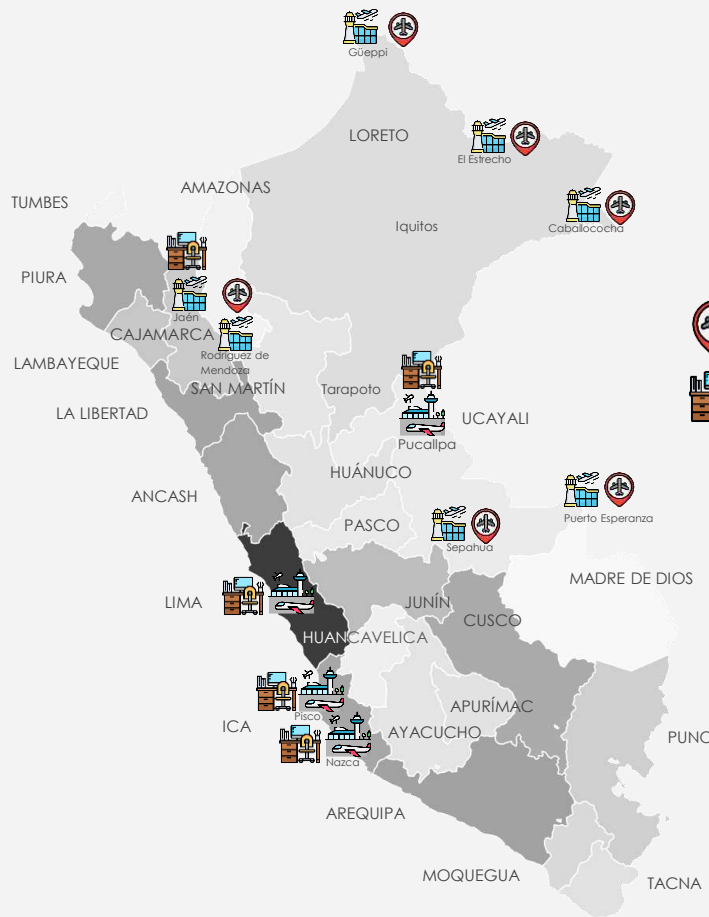 Güeppi
LORETO
El Estrecho
AMAZONAS
TUMBES
Iquitos
Caballococha
PIURA
Jaén
CAJAMARCA
Rodríguez de
Mendoza
LAMBAYEQUE
SAN MARTÍN
Tarapoto
LA LIBERTAD
UCAYALI
Pucallpa
HUÁNUCO
ANCASH
PASCO
Puerto Esperanza
Sepahua
MADRE DE DIOS
LIMA
JUNÍN
CUSCO
HUANCAVELICA
APURÍMAC
Pisco
ICA
AYACUCHO
PUNO
Nazca
AREQUIPA
MOQUEGUA
TACNA